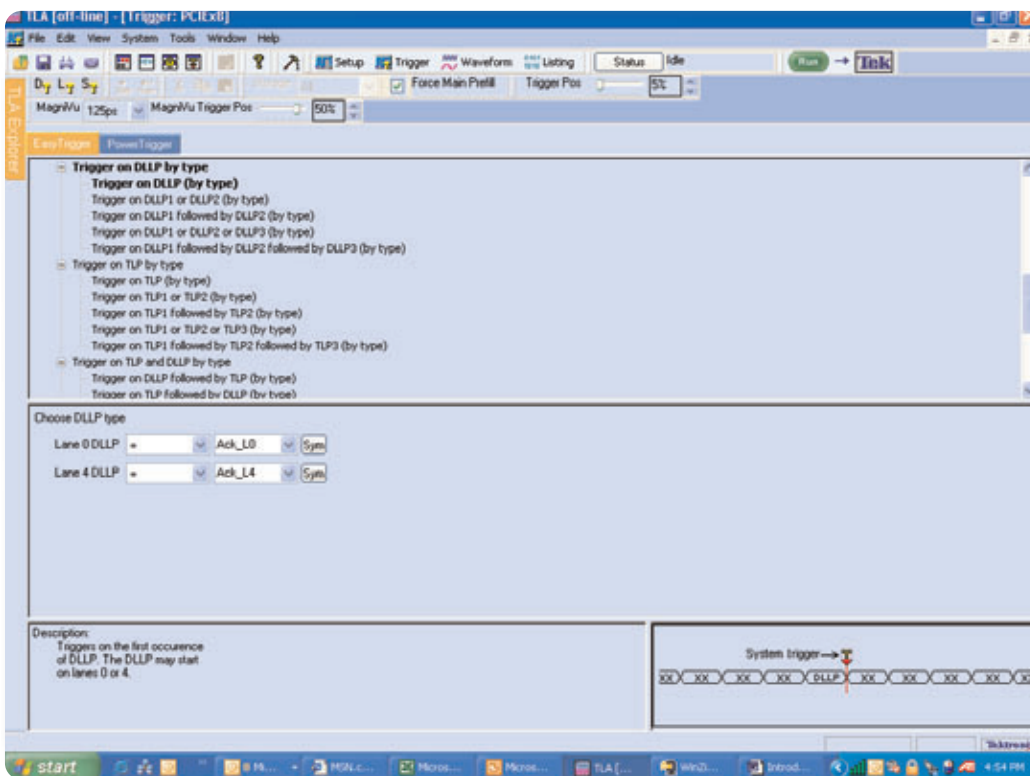 TLA [off-line] - [Trigger: PCIEx8]
File Edit View System Tools Window Help
Setup Trigger Waveform Listing Status Idle Run Tek
Force Main Prefill Trigger Pos 5%
MagniVu 125ps MagniVu Trigger Pos 50%
TLA Explorer
EasyTrigger PowerTrigger
Trigger on DLLP by type
Trigger on DLLP (by type)
Trigger on DLLP1 or DLLP2 (by type)
Trigger on DLLP1 followed by DLLP2 (by type)
Trigger on DLLP1 or DLLP2 or DLLP3 (by type)
Trigger on DLLP1 followed by DLLP2 followed by DLLP3 (by type)
Trigger on TLP by type
Trigger on TLP (by type)
Trigger on TLP1 or TLP2 (by type)
Trigger on TLP1 followed by TLP2 (by type)
Trigger on TLP1 or TLP2 or TLP3 (by type)
Trigger on TLP1 followed by TLP2 followed by TLP3 (by type)
Trigger on TLP and DLLP by type
Trigger on DLLP followed by TLP (by type)
Trigger on TLP followed by DLLP (by type)
Choose DLLP type
Lane 0 DLLP = Ack_L0 Sym
Lane 4 DLLP = Ack_L4 Sym
Description:
Triggers on the first occurence
of DLLP. The DLLP may start
on lanes 0 or 4.
System trigger
XX XX XX XX DLLP XX XX XX XX
start MSN.c... Micros... Micros... TLA [... WinZi... Introd... 4:54 PM